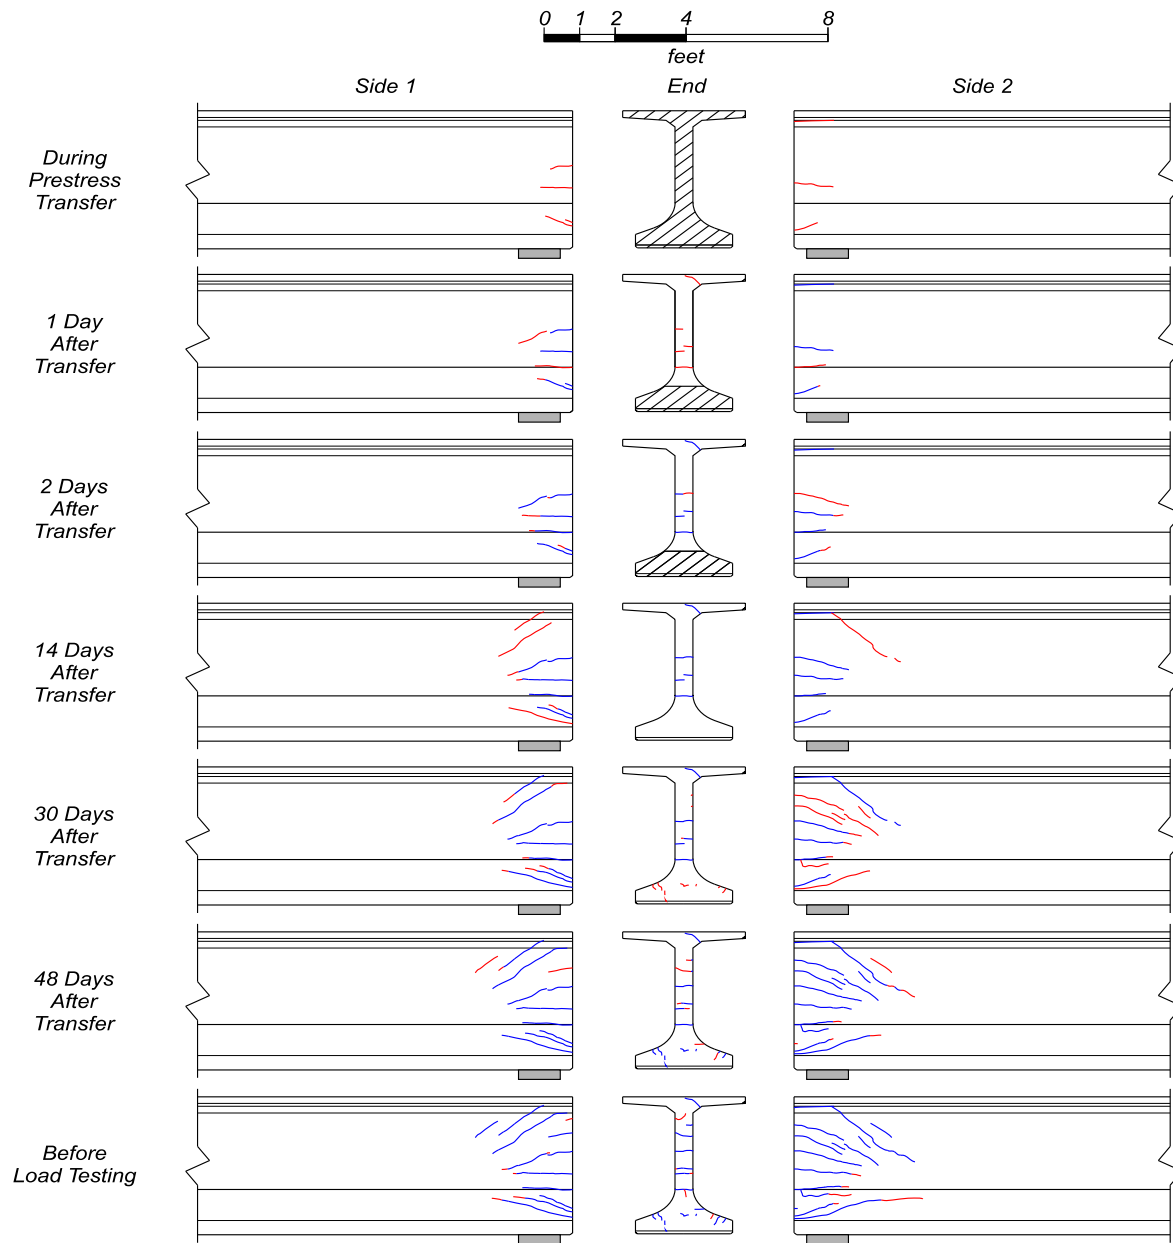 0 1 2 4 8
feet
Side 1 End Side 2
During
Prestress
Transfer
1 Day
After
Transfer
2 Days
After
Transfer
14 Days
After
Transfer
30 Days
After
Transfer
48 Days
After
Transfer
Before
Load Testing